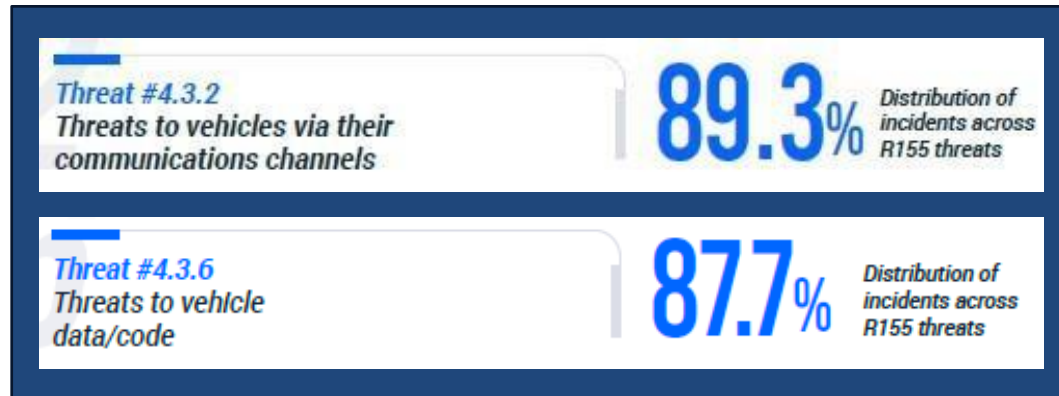 Threat #4.3.2
Threats to vehicles via their
communications channels
89.3%
Distribution of
incidents across
R155 threats
Threat #4.3.6
Threats to vehicle
data/code
87.7%
Distribution of
incidents across
R155 threats